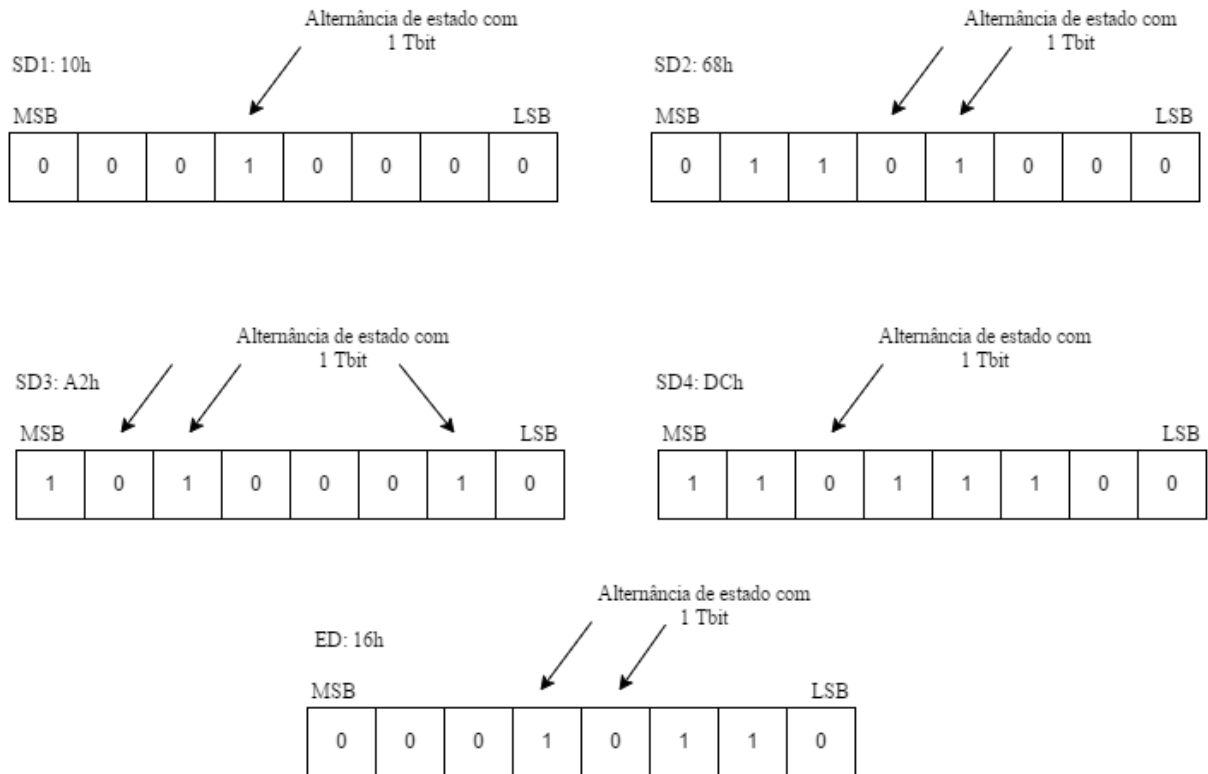 Alternância de estado com
1 Tbit
SD1: 10h
MSB LSB
0 0 0 1 0 0 0 0
Alternância de estado com
1 Tbit
SD2: 68h
MSB LSB
0 1 1 0 1 0 0 0
Alternância de estado com
1 Tbit
SD3: A2h
MSB LSB
1 0 1 0 0 0 1 0
Alternância de estado com
1 Tbit
SD4: DCh
MSB LSB
1 1 0 1 1 1 0 0
Alternância de estado com
1 Tbit
ED: 16h
MSB LSB
0 0 0 1 0 1 1 0